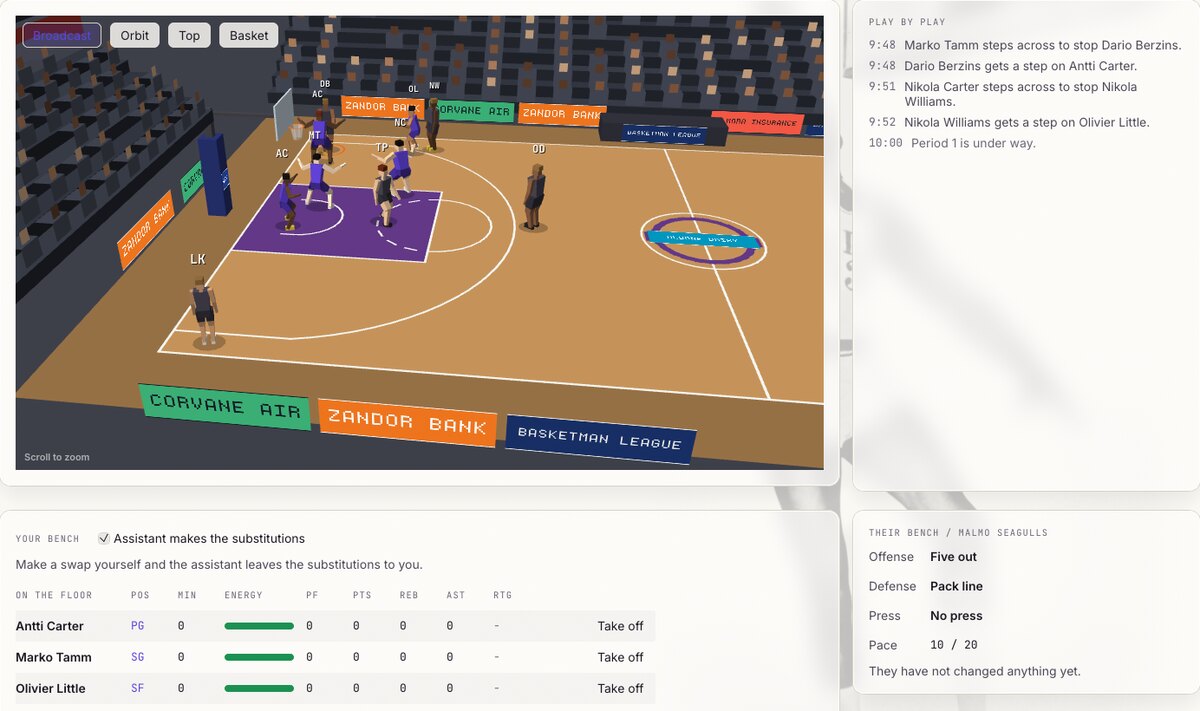 Broadcast
Orbit
Top
Basket
DB
AC
OL
NW
NC
MT
TP
AC
OD
LK
ZANDOR BANK
CORVANE AIR
ZANDOR BANK
BASKETMAN LEAGUE
INSURANCE
ZANDOR BANK
CORVANE AIR
ZANDOR BANK
BASKETMAN LEAGUE
Scroll to zoom
PLAY BY PLAY
9:48 Marko Tamm steps across to stop Dario Berzins.
9:48 Dario Berzins gets a step on Antti Carter.
9:51 Nikola Carter steps across to stop Nikola
Williams.
9:52 Nikola Williams gets a step on Olivier Little.
10:00 Period 1 is under way.
YOUR BENCH
Assistant makes the substitutions
Make a swap yourself and the assistant leaves the substitutions to you.
ON THE FLOOR POS MIN ENERGY PF PTS REB AST RTG
Antti Carter PG 0 0 0 0 0 - Take off
Marko Tamm SG 0 0 0 0 0 - Take off
Olivier Little SF 0 0 0 0 0 - Take off
THEIR BENCH / MALMO SEAGULLS
Offense Five out
Defense Pack line
Press No press
Pace 10 / 20
They have not changed anything yet.